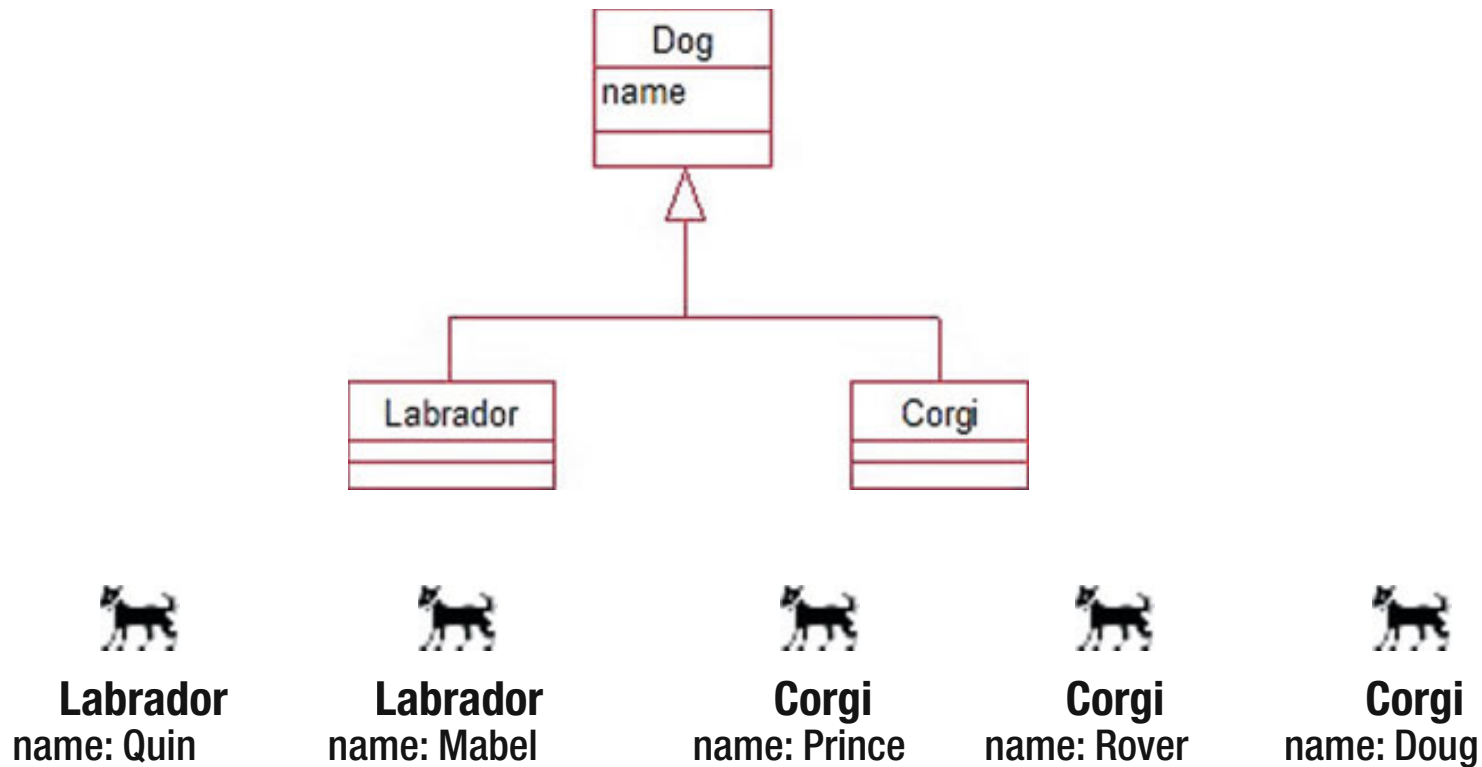 Dog
name
Labrador
Corgi
Labrador
name: Quin
Labrador
name: Mabel
Corgi
name: Prince
Corgi
name: Rover
Corgi
name: Doug